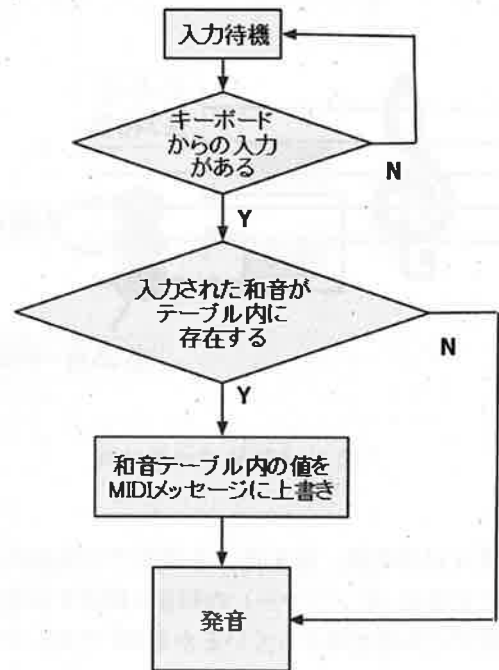 入力待機
キーボード
からの入力
がある
N
Y
入力された和音が
テーブル内に
存在する
N
Y
和音テーブル内の値を
MIDIメッセージに上書き
発音